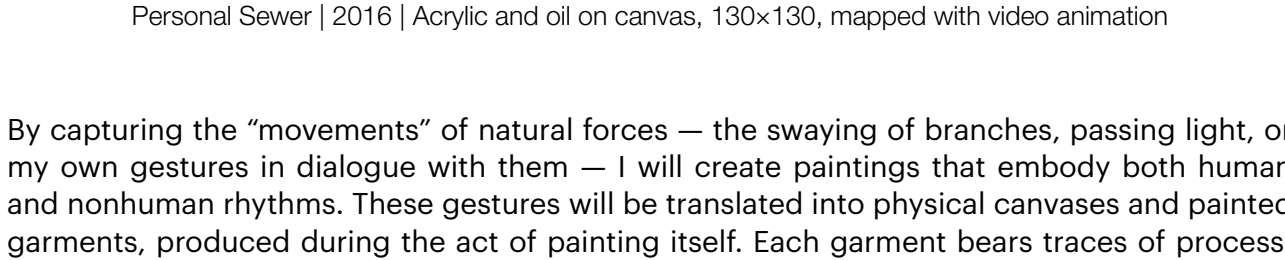 Personal Sewer | 2016 | Acrylic and oil on canvas, 130×130, mapped with video animation
By capturing the “movements” of natural forces — the swaying of branches, passing light, or
my own gestures in dialogue with them — I will create paintings that embody both human
and nonhuman rhythms. These gestures will be translated into physical canvases and painted
garments, produced during the act of painting itself. Each garment bears traces of process